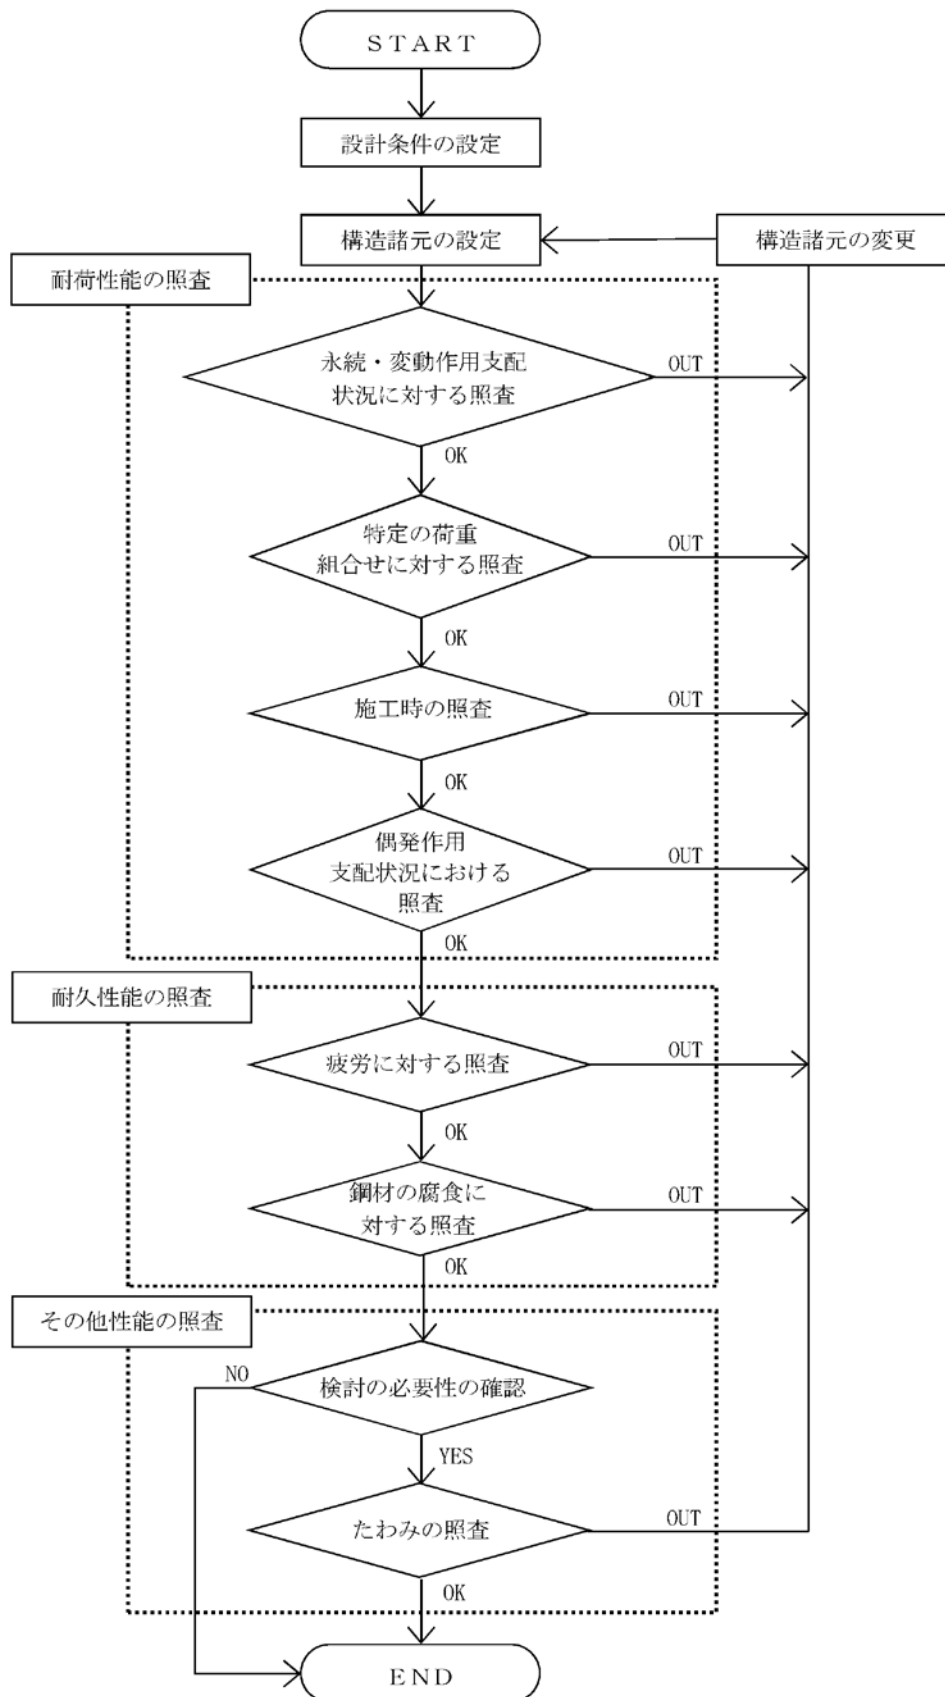 START
設計条件の設定
構造諸元の設定
構造諸元の変更
耐荷性能の照査
永続・変動作用支配
状況に対する照査
OUT
OK
特定の荷重
組合せに対する照査
OUT
OK
施工時の照査
OUT
OK
偶発作用
支配状況における
照査
OUT
OK
耐久性能の照査
疲労に対する照査
OUT
OK
鋼材の腐食に
対する照査
OUT
OK
その他性能の照査
NO
検討の必要性の確認
YES
たわみの照査
OUT
OK
END